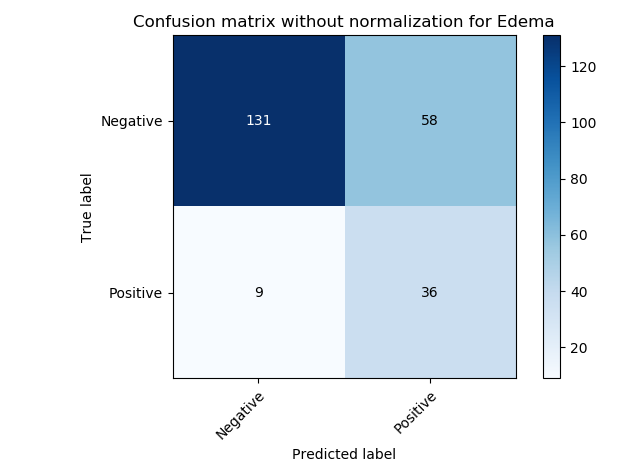 Confusion matrix without normalization for Edema
True label
Negative
131
58
Positive
9
36
Negative
Positive
Predicted label
120
100
80
60
40
20